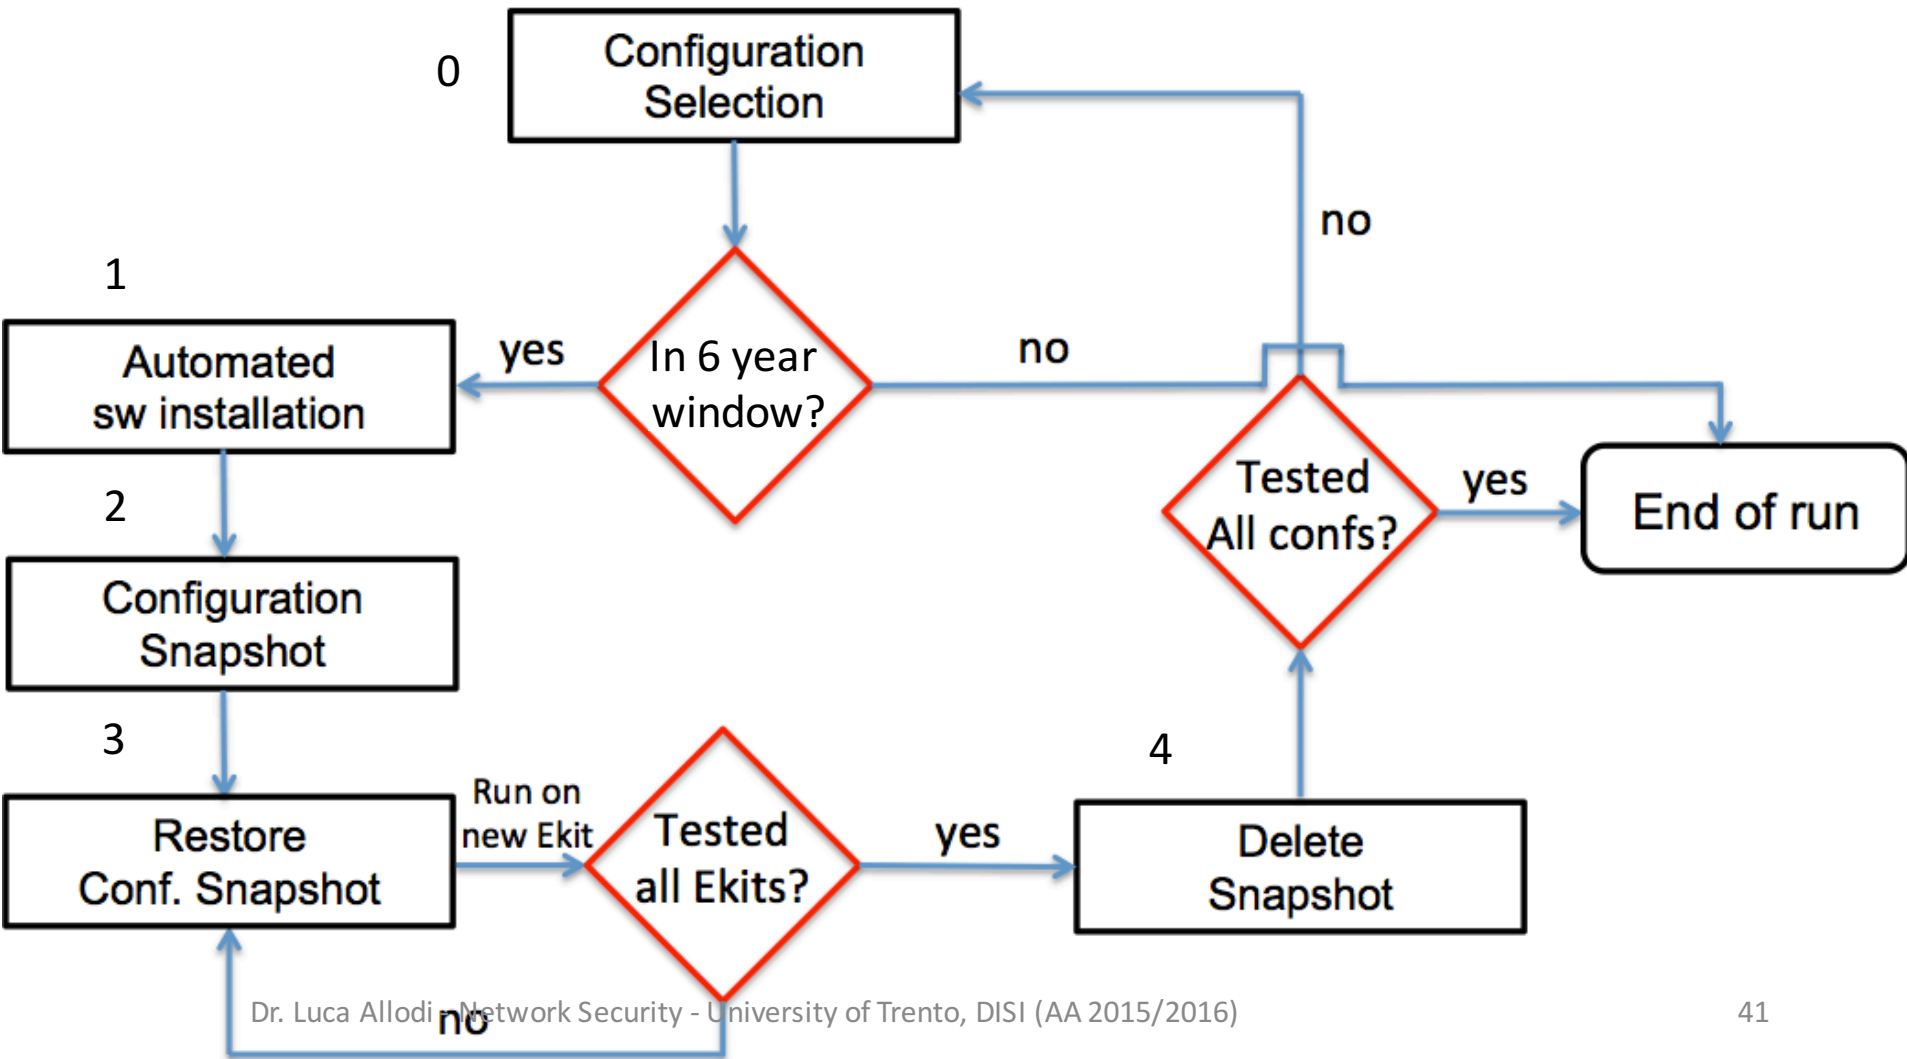 0
Configuration
Selection
no
1
Automated
sw installation
yes
In 6 year
window?
no
2
Tested
All confs?
yes
End of run
Configuration
Snapshot
3
4
Restore
Conf. Snapshot
Run on
new Ekit
Tested
all Ekits?
yes
Delete
Snapshot
no
Dr. Luca Allodi - Network Security - University of Trento, DISI (AA 2015/2016)
41